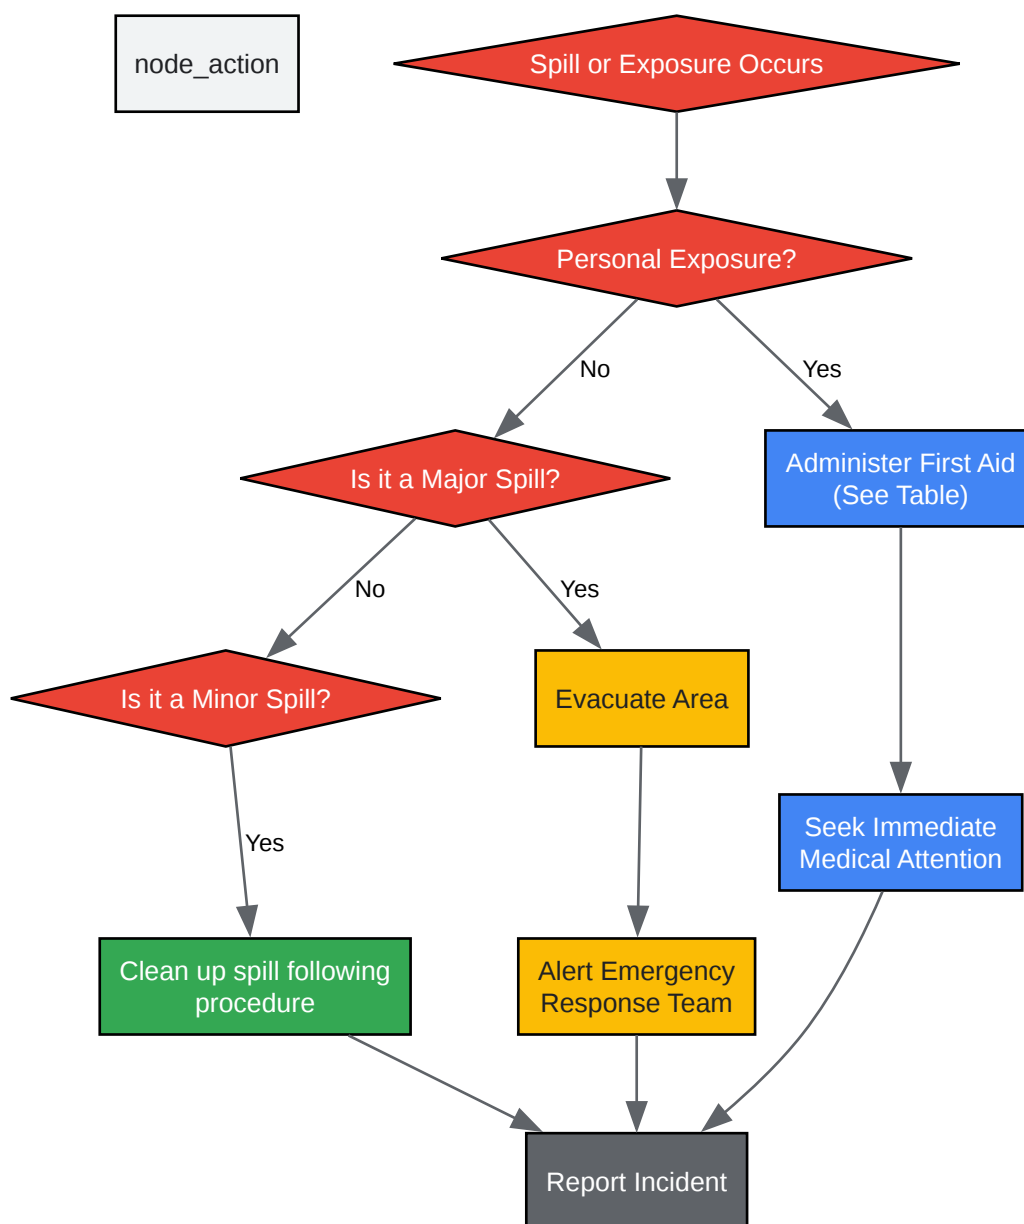 node_action
Spill or Exposure Occurs
Personal Exposure?
No
Yes
Is it a Major Spill?
Administer First Aid
(See Table)
No
Yes
Is it a Minor Spill?
Evacuate Area
Yes
Seek Immediate
Medical Attention
Clean up spill following
procedure
Alert Emergency
Response Team
Report Incident